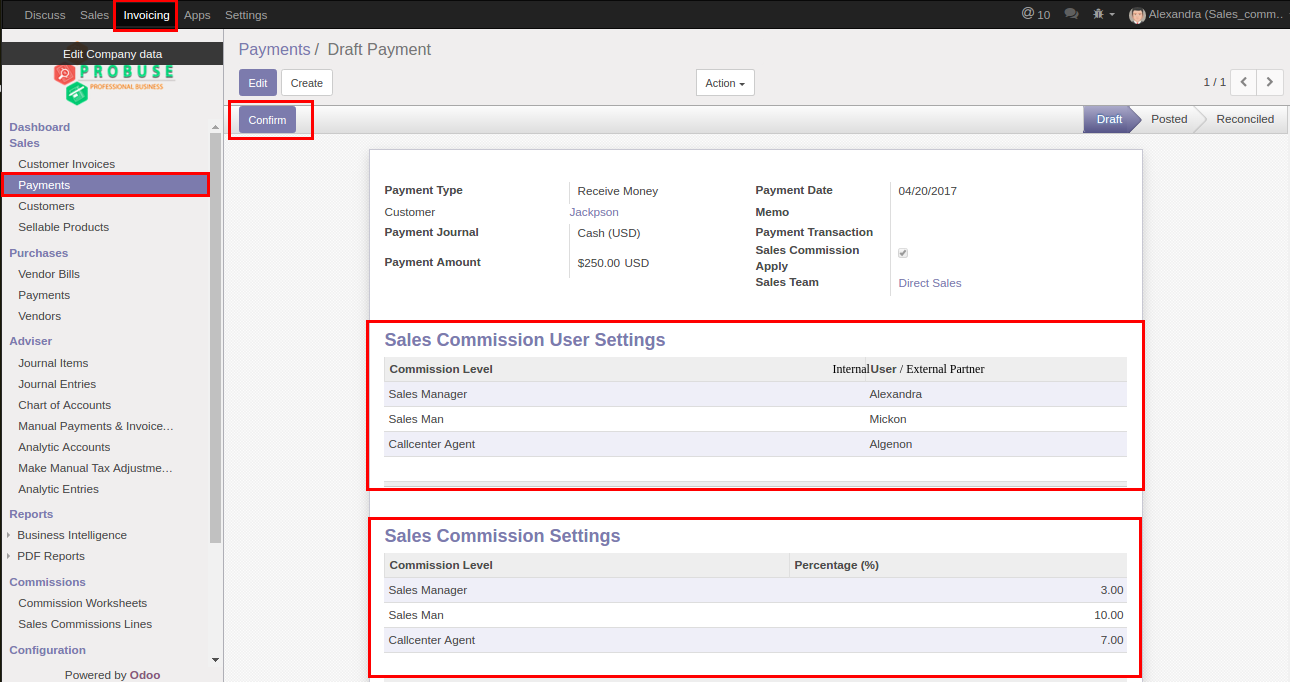 Discuss Sales Invoicing Apps Settings @ 10 Alexandra (Sales_comm...
Edit Company data
PROBUSE
PROFESSIONAL BUSINESS
Payments / Draft Payment
Edit Create Action 1 / 1
Confirm Draft Posted Reconciled
Dashboard
Sales
Customer Invoices
Payments
Customers
Sellable Products
Purchases
Vendor Bills
Payments
Vendors
Adviser
Journal Items
Journal Entries
Chart of Accounts
Manual Payments & Invoice...
Analytic Accounts
Make Manual Tax Adjustme...
Analytic Entries
Reports
Business Intelligence
PDF Reports
Commissions
Commission Worksheets
Sales Commissions Lines
Configuration
Powered by Odoo
Payment Type Receive Money
Customer Jackpson
Payment Journal Cash (USD)
Payment Amount $250.00 USD
Payment Date 04/20/2017
Memo
Payment Transaction
Sales Commission
Apply
Sales Team Direct Sales
Sales Commission User Settings
Commission Level Internal User / External Partner
Sales Manager Alexandra
Sales Man Mickon
Callcenter Agent Algenon
Sales Commission Settings
Commission Level Percentage (%)
Sales Manager 3.00
Sales Man 10.00
Callcenter Agent 7.00